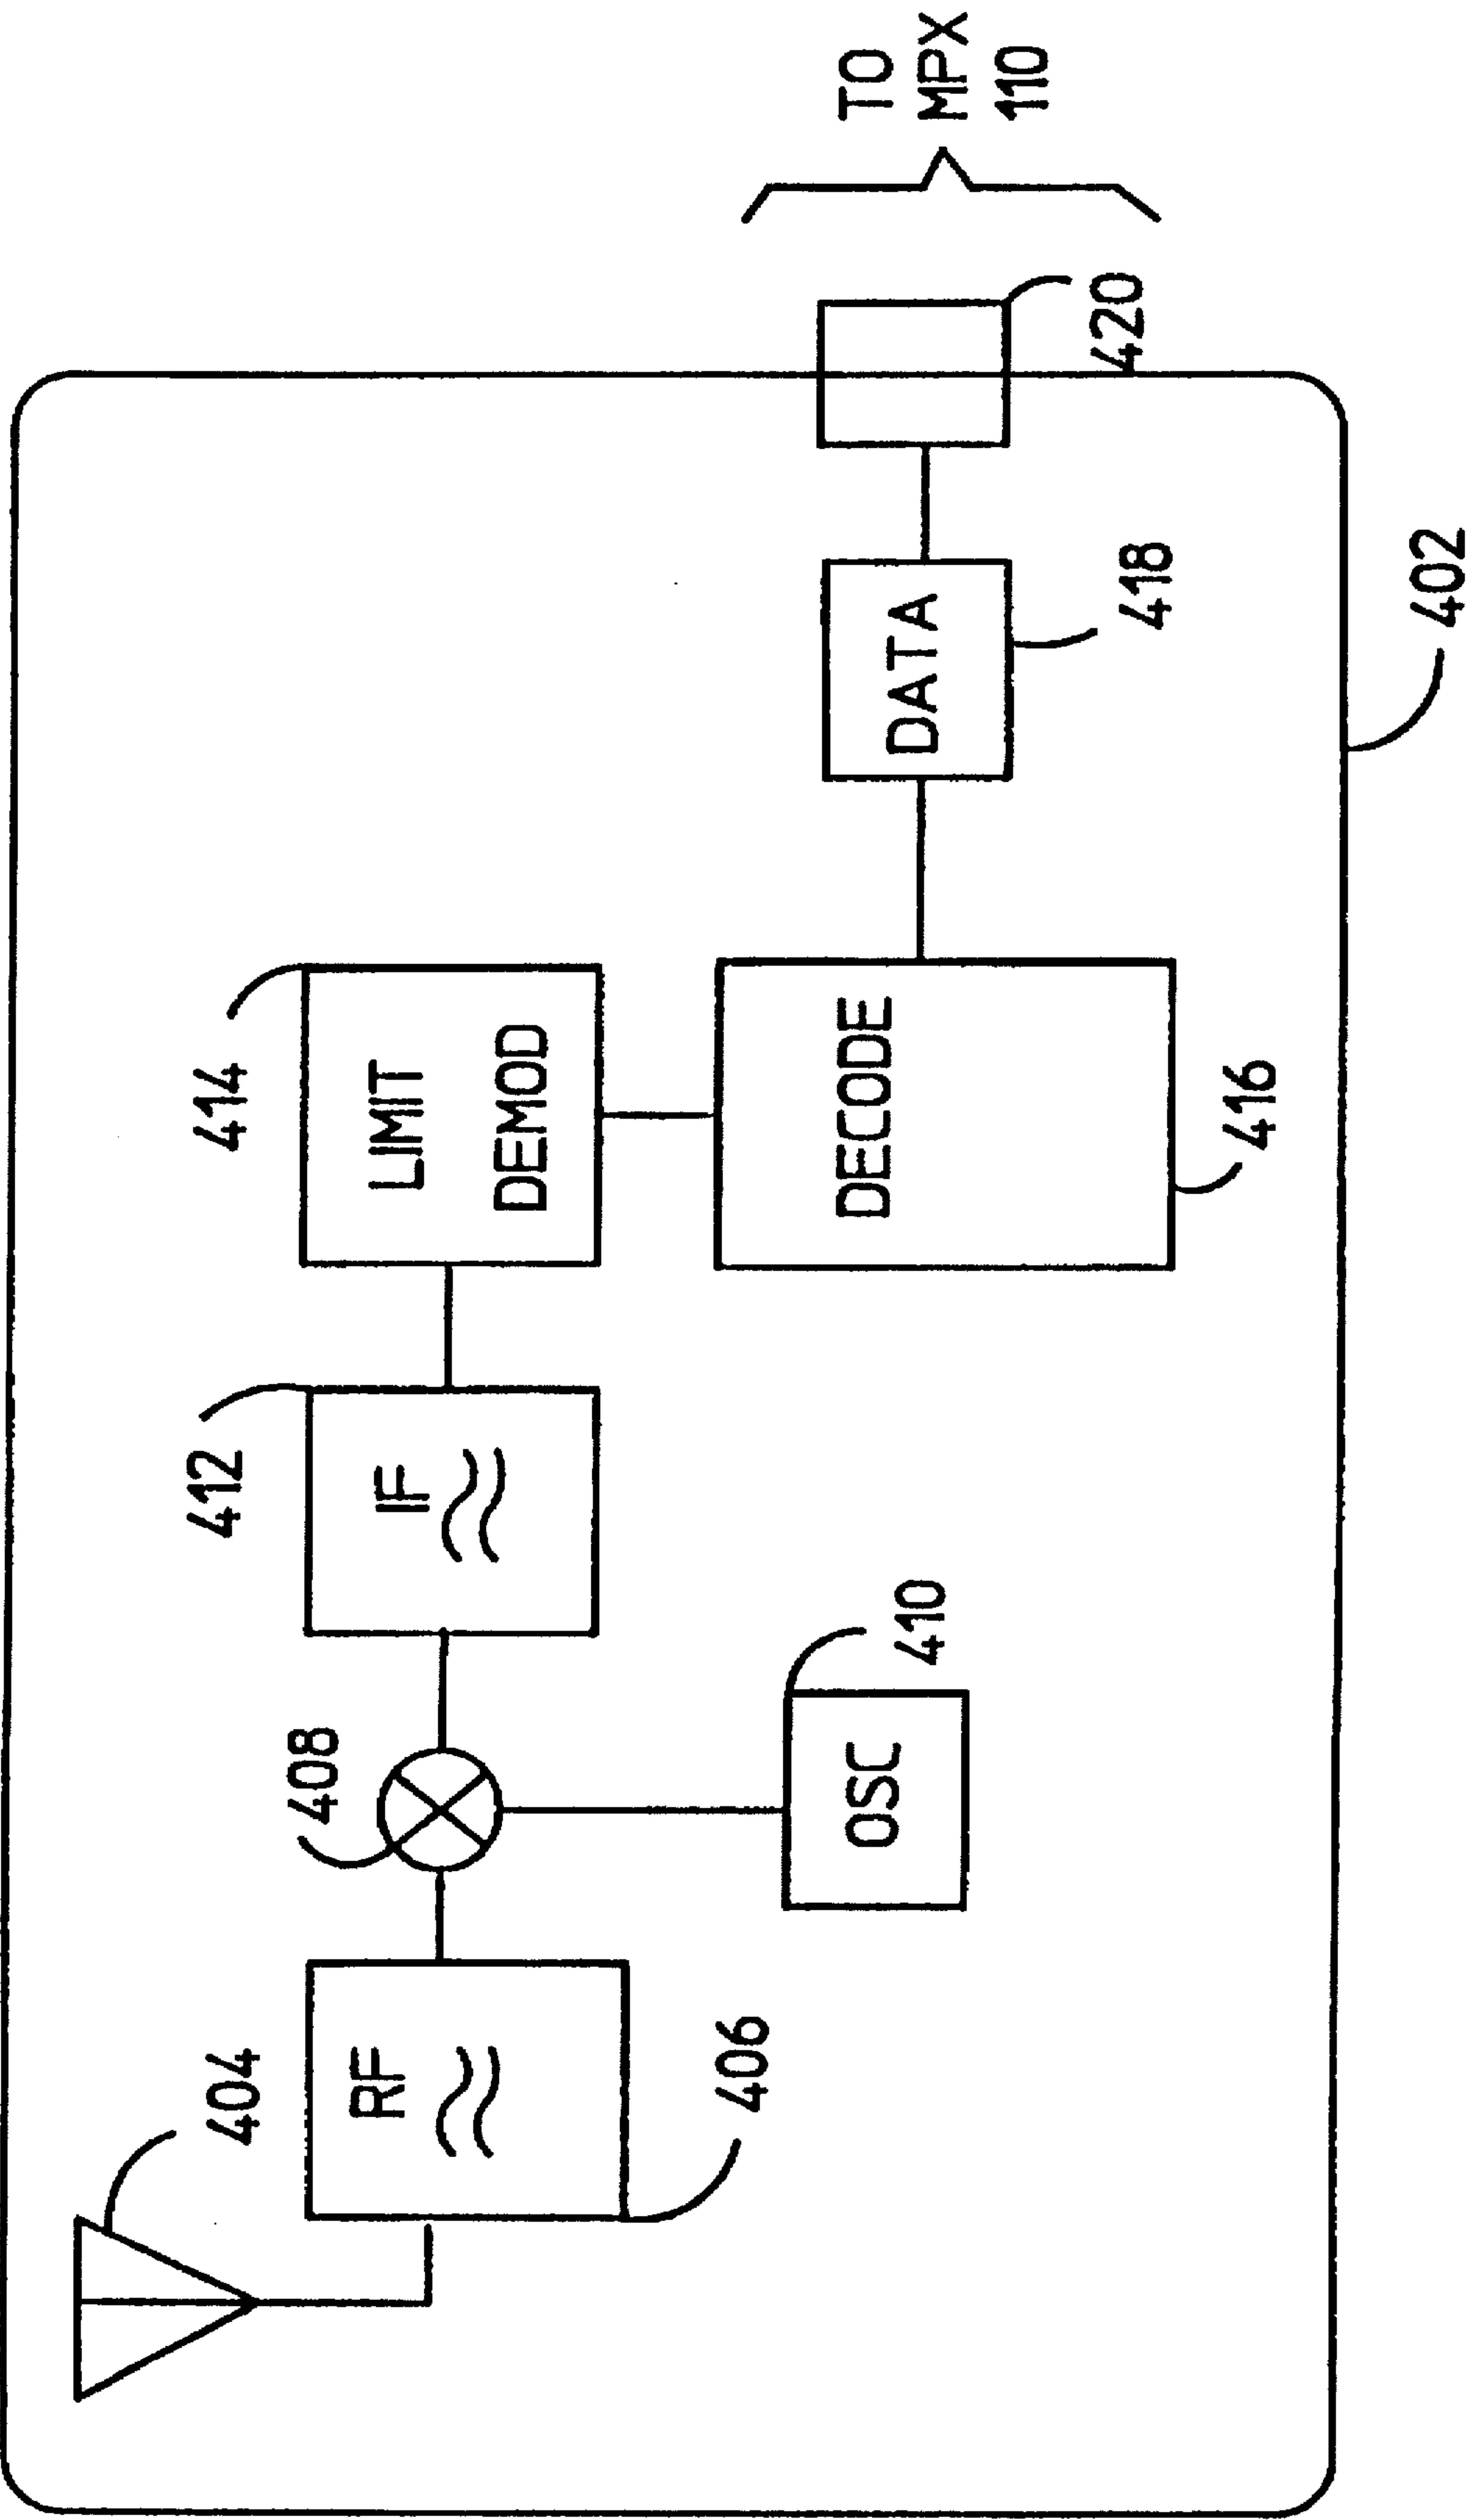 404
RF
406
408
OSC
410
412
IF
414
LIMIT
DEMOD
DECODE
416
DATA
418
420
402
TO
MPX
110